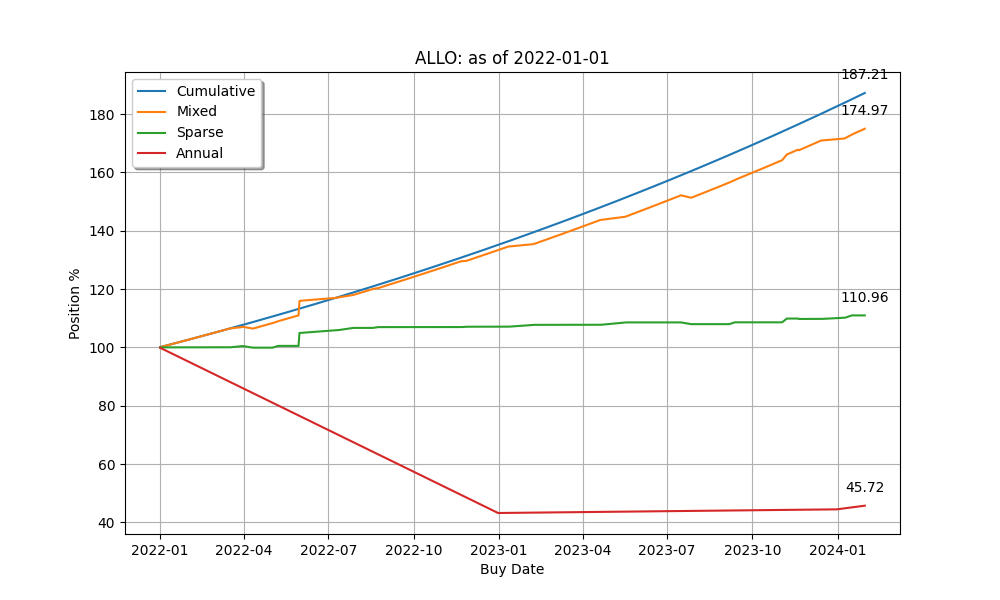 ALLO: as of 2022-01-01
187.21
Cumulative
Mixed
Sparse
Annual
174.97
110.96
45.72
180
160
140
120
100
80
60
40
Position %
2022-01 2022-04 2022-07 2022-10 2023-01 2023-04 2023-07 2023-10 2024-01
Buy Date